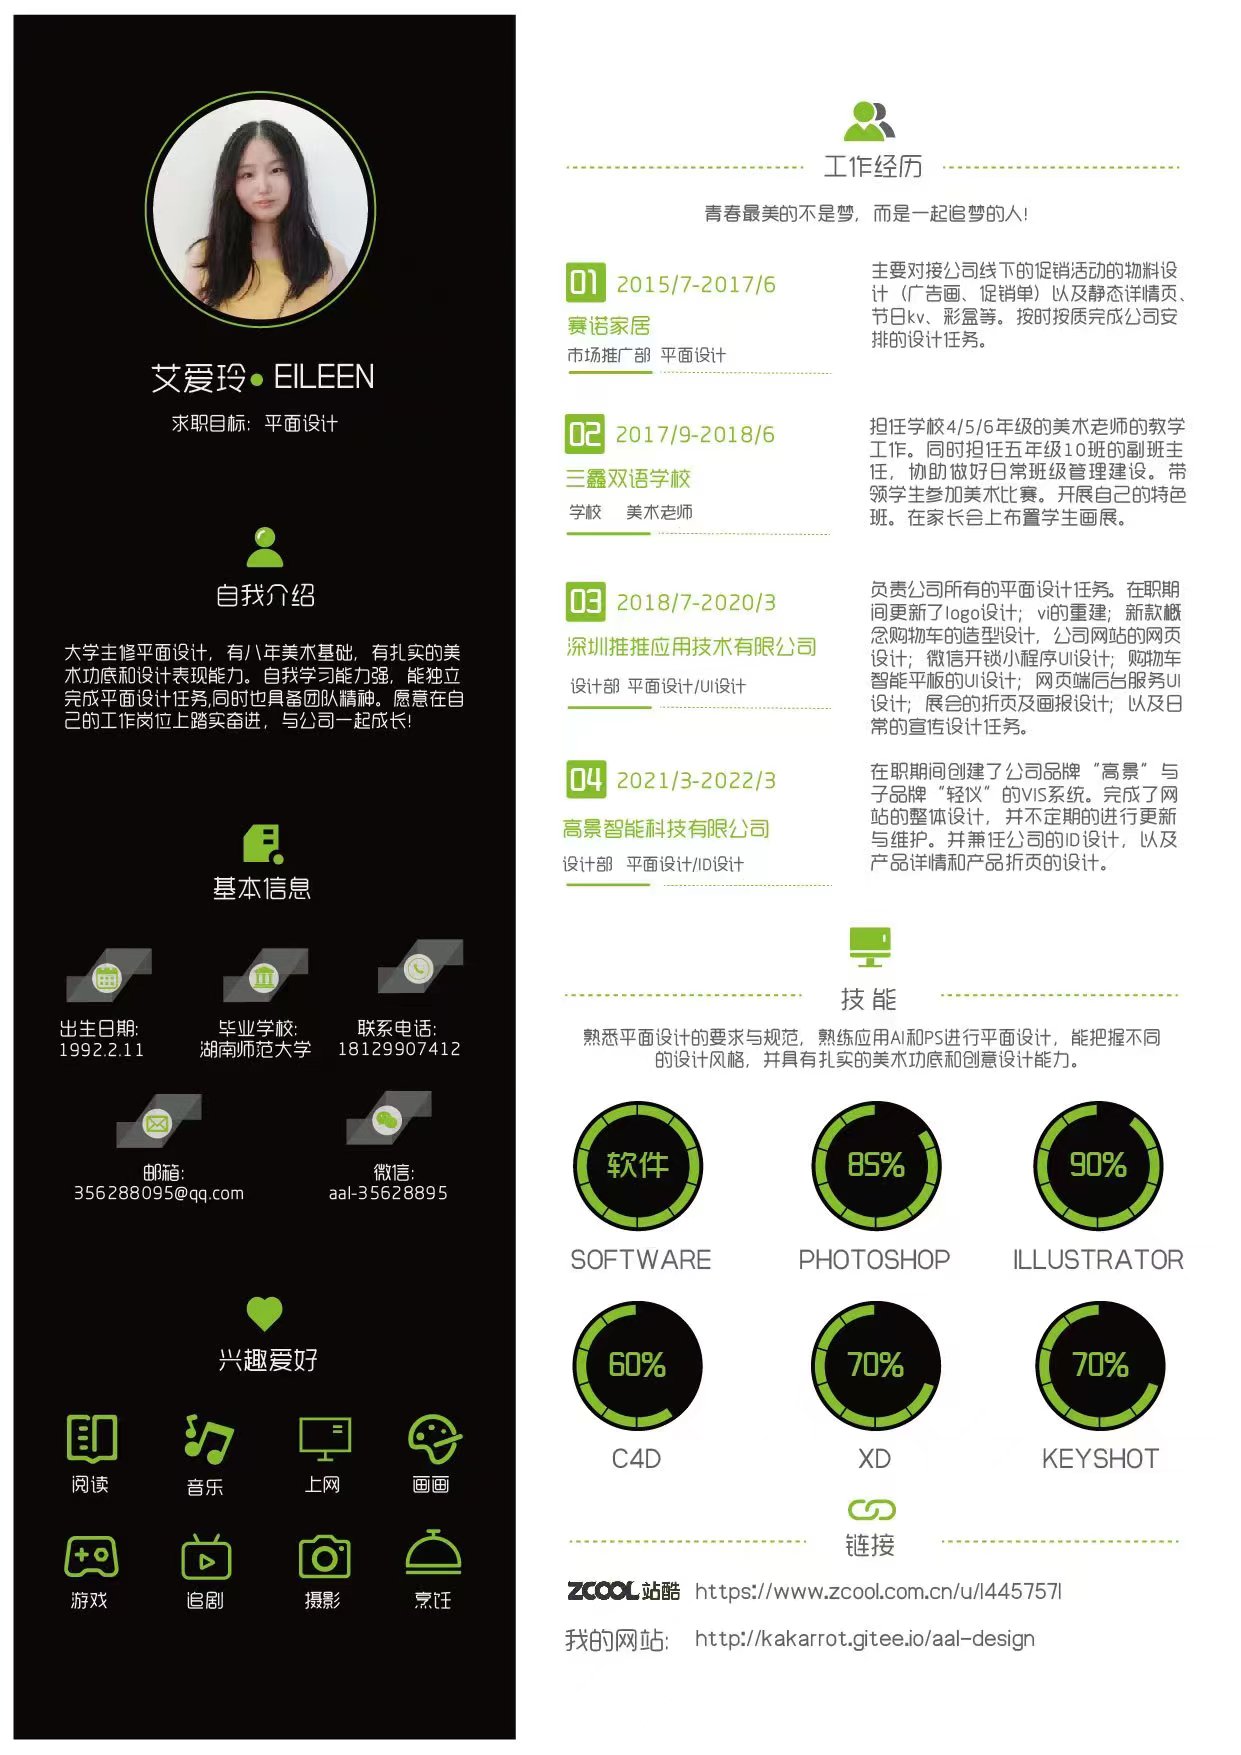 艾爱玲● EILEEN
求职目标：平面设计
自我介绍
大学主修平面设计，有八年美术基础，有扎实的美
术功底和设计表现能力。自我学习能力强，能独立
完成平面设计任务,同时也具备团队精神。愿意在自
己的工作岗位上踏实奋进，与公司一起成长！
基本信息
出生日期:
1992.2.11
毕业学校:
湖南师范大学
联系电话:
18129907412
邮箱:
356288095@qq.com
微信:
aal-35628895
兴趣爱好
阅读
音乐
上网
画画
游戏
追剧
摄影
烹饪
工作经历
青春最美的不是梦，而是一起追梦的人！
01 2015/7-2017/6
赛诺家居
市场推广部 平面设计
主要对接公司线下的促销活动的物料设
计（广告画、促销单）以及静态详情页、
节日kv、彩盒等。按时按质完成公司安
排的设计任务。
02 2017/9-2018/6
三鑫双语学校
学校 美术老师
担任学校4/5/6年级的美术老师的教学
工作。同时担任五年级10班的副班主
任，协助做好日常班级管理建设。带
领学生参加美术比赛。开展自己的特色
班。在家长会上布置学生画展。
03 2018/7-2020/3
深圳推推应用技术有限公司
设计部 平面设计/UI设计
负责公司所有的平面设计任务。在职期
间更新了logo设计；vi的重建；新款概
念购物车的造型设计，公司网站的网页
设计；微信开锁小程序UI设计；购物车
智能平板的UI设计；网页端后台服务UI
设计；展会的折页及画报设计；以及日
常的宣传设计任务。
04 2021/3-2022/3
高景智能科技有限公司
设计部 平面设计/ID设计
在职期间创建了公司品牌“高景”与
子品牌“轻仪”的VIS系统。完成了网
站的整体设计，并不定期的进行更新
与维护。并兼任公司的ID设计，以及
产品详情和产品折页的设计。
技能
熟悉平面设计的要求与规范，熟练应用AI和PS进行平面设计，能把握不同
的设计风格，并具有扎实的美术功底和创意设计能力。
软件
SOFTWARE
85%
PHOTOSHOP
90%
ILLUSTRATOR
60%
C4D
70%
XD
70%
KEYSHOT
链接
ZCOOL站酷 https://www.zcool.com.cn/u/14457571
我的网站: http://kakarrot.gitee.io/aal-design